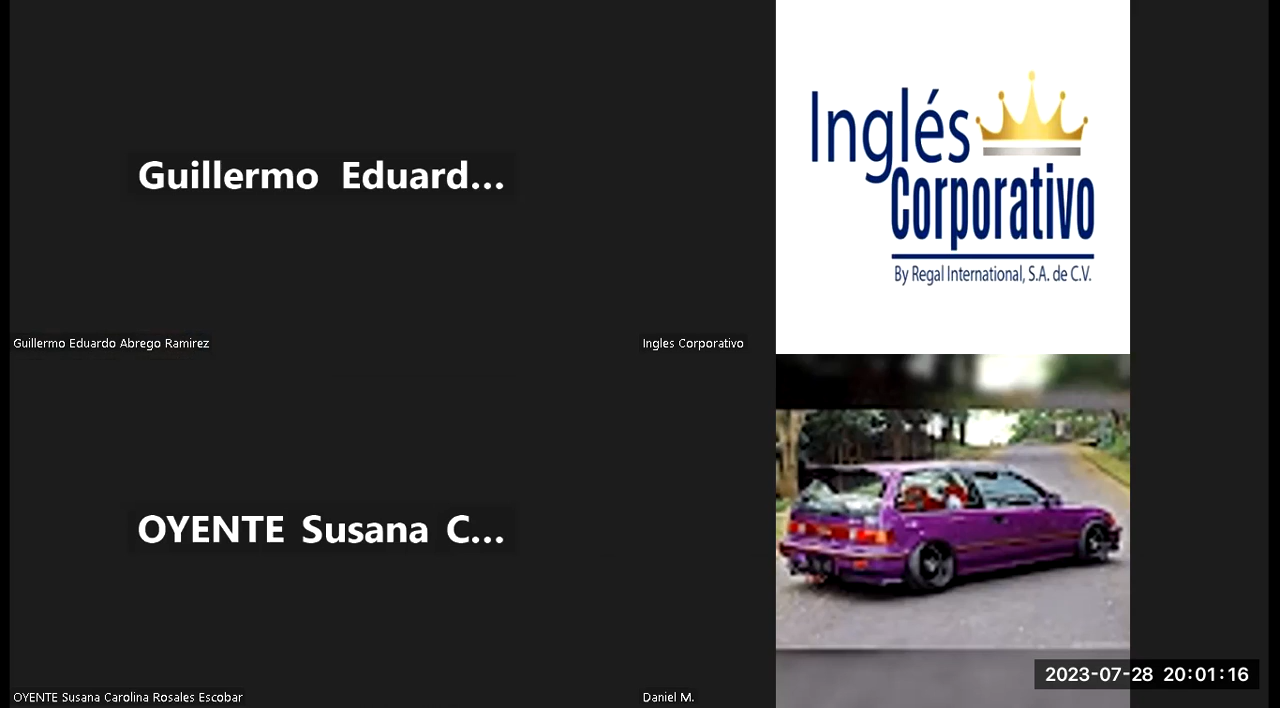 Guillermo Eduard...
Guillermo Eduardo Abrego Ramirez
Inglés
Corporativo
By Regal International, S.A. de C.V.
Ingles Corporativo
OYENTE Susana C...
OYENTE Susana Carolina Rosales Escobar
Daniel M.
2023-07-28 20:01:16